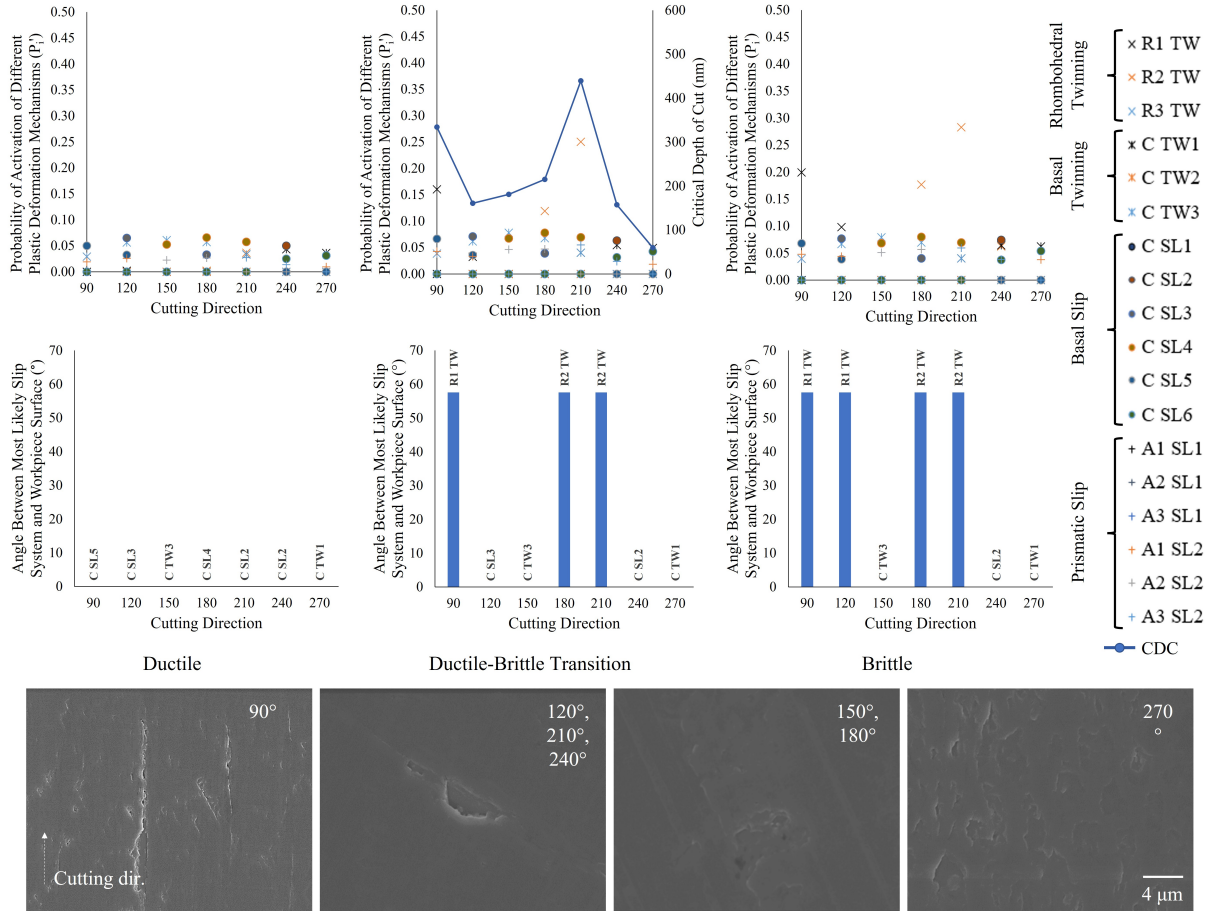 Probability of Activation of Different
Plastic Deformation Mechanisms (Pi')
0.50
0.45
0.40
0.35
0.30
0.25
0.20
0.15
0.10
0.05
0.00
90 120 150 180 210 240 270
Cutting Direction
Probability of Activation of Different
Plastic Deformation Mechanisms (Pi')
0.50
0.45
0.40
0.35
0.30
0.25
0.20
0.15
0.10
0.05
0.00
90 120 150 180 210 240 270
Cutting Direction
600
500
400
300
200
100
0
Critical Depth of Cut (nm)
Probability of Activation of Different
Plastic Deformation Mechanisms (Pi')
0.50
0.45
0.40
0.35
0.30
0.25
0.20
0.15
0.10
0.05
0.00
90 120 150 180 210 240 270
Cutting Direction
Rhombohedral
Twinning
R1 TW
R2 TW
R3 TW
Basal
Twinning
C TW1
C TW2
C TW3
Basal Slip
C SL1
C SL2
C SL3
C SL4
C SL5
C SL6
Prismatic Slip
A1 SL1
A2 SL1
A3 SL1
A1 SL2
A2 SL2
A3 SL2
CDC
Angle Between Most Likely Slip
System and Workpiece Surface (°)
70
60
50
40
30
20
10
0
C SL5
C SL3
C TW3
C SL4
C SL2
C SL2
C TW1
90 120 150 180 210 240 270
Cutting Direction
Ductile
Angle Between Most Likely Slip
System and Workpiece Surface (°)
70
60
50
40
30
20
10
0
R1 TW
C SL3
C TW3
R2 TW
R2 TW
C SL2
C TW1
90 120 150 180 210 240 270
Cutting Direction
Ductile-Brittle Transition
Angle Between Most Likely Slip
System and Workpiece Surface (°)
70
60
50
40
30
20
10
0
R1 TW
R1 TW
C TW3
R2 TW
R2 TW
C SL2
C TW1
90 120 150 180 210 240 270
Cutting Direction
Brittle
90°
Cutting dir.
120°,
210°,
240°
150°,
180°
270
°
4 μm